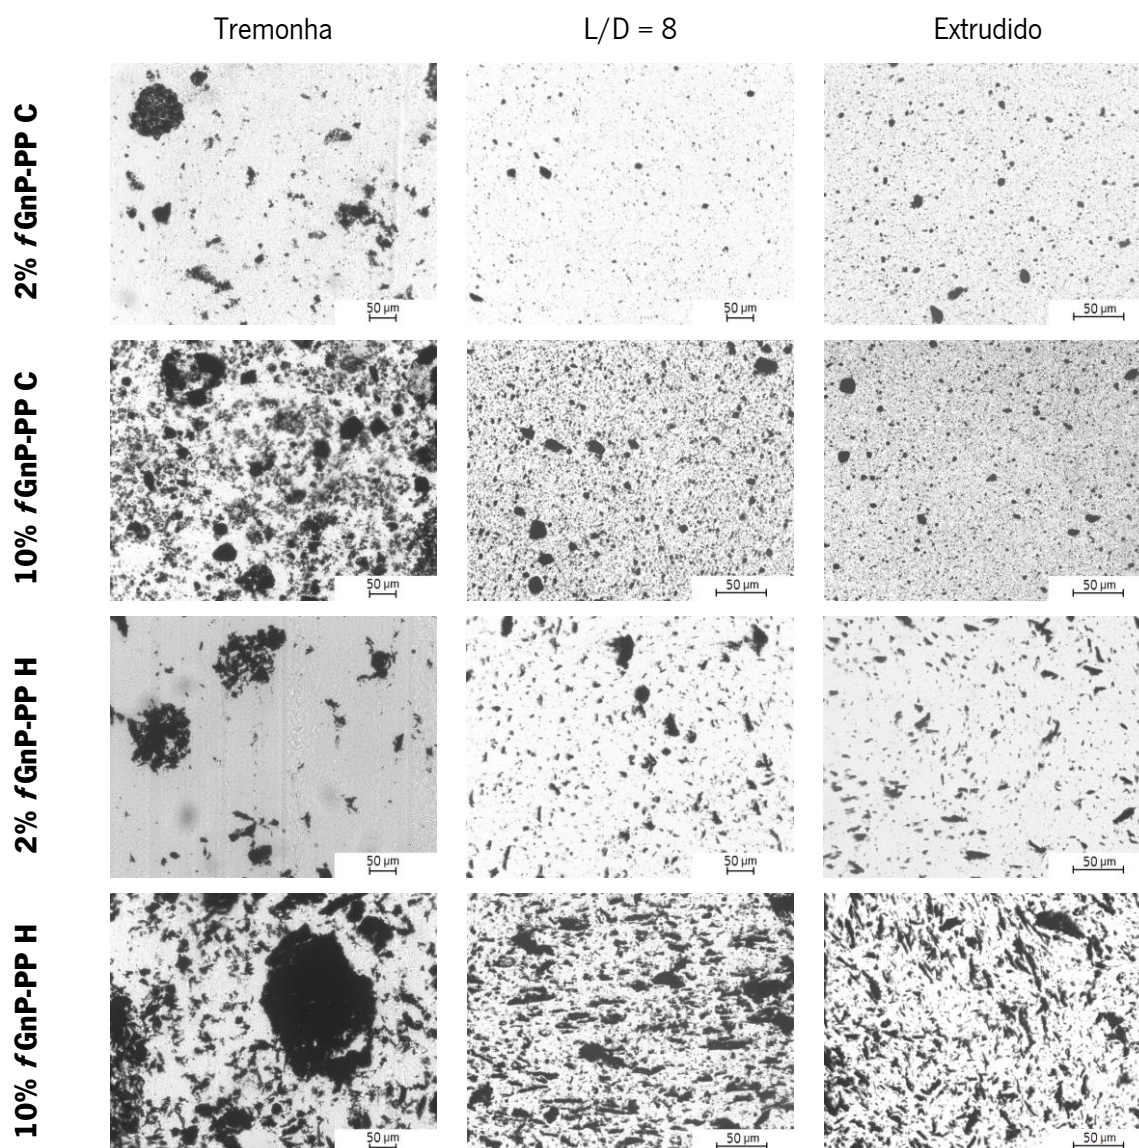 Tremonha L/D = 8 Extrudido
2% fGnP-PP C
50 µm 50 µm 50 µm
10% fGnP-PP C
50 µm 50 µm 50 µm
2% fGnP-PP H
50 µm 50 µm 50 µm
10% fGnP-PP H
50 µm 50 µm 50 µm